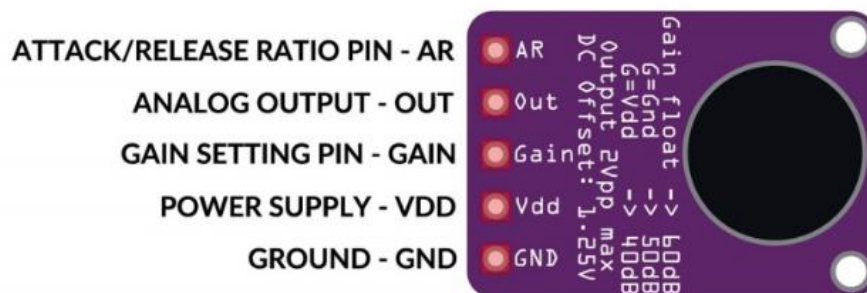 ATTACK/RELEASE RATIO PIN - AR
ANALOG OUTPUT - OUT
GAIN SETTING PIN - GAIN
POWER SUPPLY - VDD
GROUND - GND
AR
Out
Gain
Vdd
GND
Gain float -> 60dB
G=Gnd -> 50dB
G=Vdd -> 40dB
Output 2Vpp max
DC Offset: 1.25V